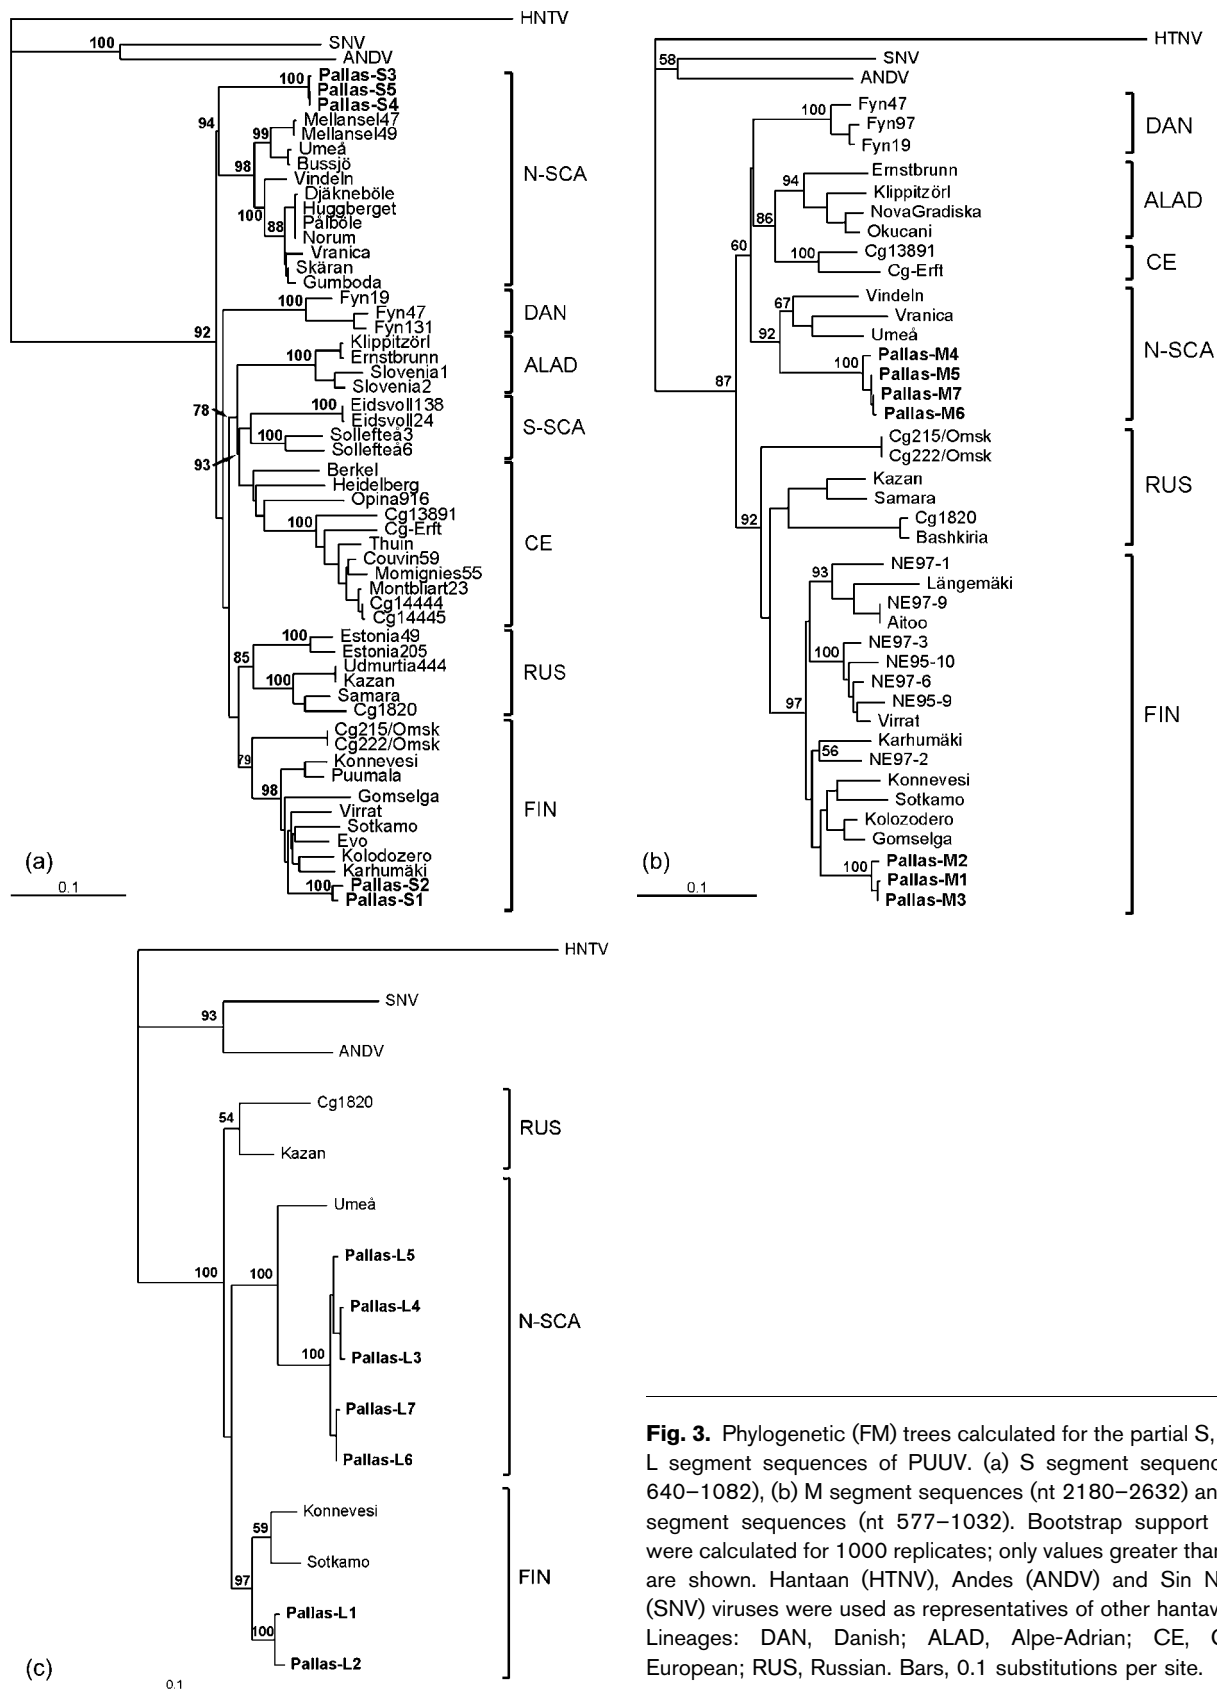 HNTV
100
SNV
ANDV
100
Pallas-S3
Pallas-S5
Pallas-S4
94
Mellansel47
99
Mellansel49
Umeå
98
Bussjö
Vindeln
N-SCA
Djäkneböle
Huggberget
100
Pålböle
88
Norum
Vranica
Skäran
Gumboda
100
Fyn19
Fyn47
DAN
Fyn131
92
Klippitzörl
100
Ernstbrunn
Slovenia1
ALAD
Slovenia2
78
100
Eidsvoll138
Eidsvoll24
S-SCA
100
Sollefteå3
Sollefteå6
93
Berkel
Heidelberg
Opina916
100
Cg13891
Cg-Erft
Thuin
CE
Couvin59
Momignies55
Montbliart23
Cg14444
Cg14445
100
Estonia49
85
Estonia205
Udmurtia444
100
Kazan
RUS
Samara
Cg1820
Cg215/Omsk
Cg222/Omsk
79
Konnevesi
Puumala
98
Gomselga
Virrat
FIN
Sotkamo
Evo
Kolodozero
Karhumäki
100
Pallas-S2
Pallas-S1
(a)
0.1
HTNV
58
SNV
ANDV
100
Fyn47
Fyn97
DAN
Fyn19
94
Ernstbrunn
Klippitzörl
ALAD
NovaGradiska
86
Okucani
60
100
Cg13891
CE
Cg-Erft
67
Vindeln
Vranica
92
Umeå
N-SCA
100
Pallas-M4
Pallas-M5
87
Pallas-M7
Pallas-M6
Cg215/Omsk
Cg222/Omsk
Kazan
RUS
Samara
92
Cg1820
Bashkiria
93
NE97-1
Längemäki
NE97-9
Aitoo
NE97-3
100
NE95-10
NE97-6
97
NE95-9
FIN
Virrat
Karhumäki
56
NE97-2
Konnevesi
Sotkamo
Kolozodero
Gomselga
100
Pallas-M2
Pallas-M1
Pallas-M3
(b)
0.1
HNTV
93
SNV
ANDV
54
Cg1820
RUS
Kazan
Umeå
100
100
Pallas-L5
Pallas-L4
N-SCA
100
Pallas-L3
Pallas-L7
Pallas-L6
Konnevesi
59
Sotkamo
FIN
97
Pallas-L1
100
Pallas-L2
(c)
0.1
Fig. 3. Phylogenetic (FM) trees calculated for the partial S,
L segment sequences of PUUV. (a) S segment sequenc
640–1082), (b) M segment sequences (nt 2180–2632) an
segment sequences (nt 577–1032). Bootstrap support
were calculated for 1000 replicates; only values greater than
are shown. Hantaan (HTNV), Andes (ANDV) and Sin N
(SNV) viruses were used as representatives of other hantav
Lineages: DAN, Danish; ALAD, Alpe-Adrian; CE, C
European; RUS, Russian. Bars, 0.1 substitutions per site.